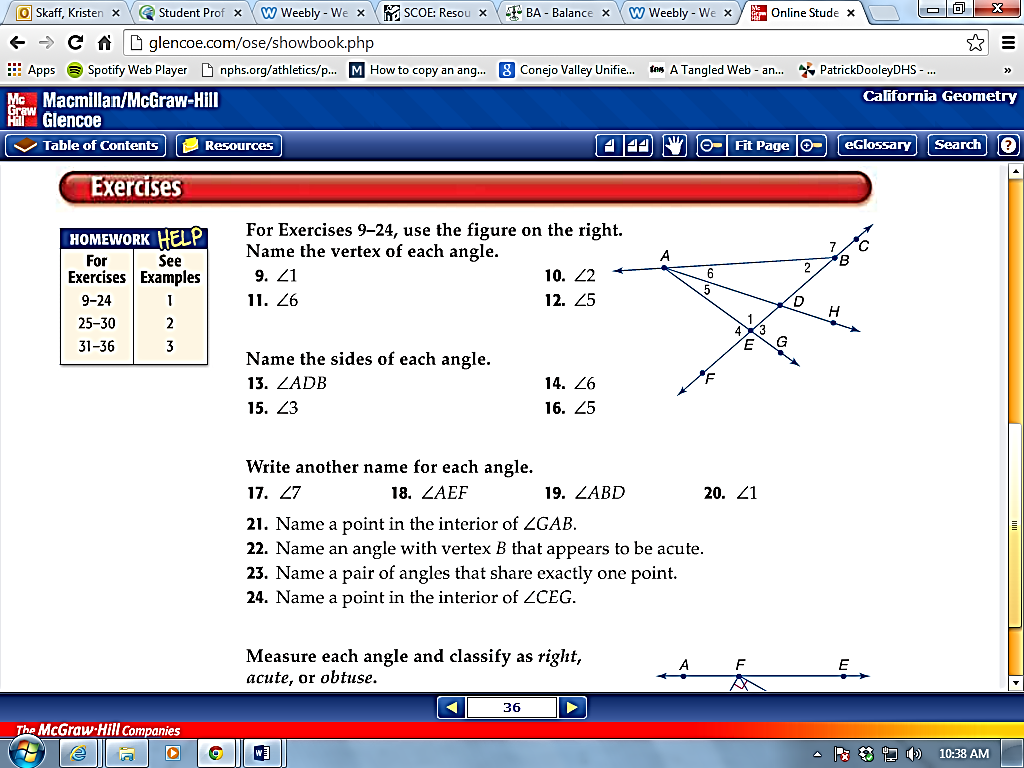 Skaff, Kristen
Student Prof
Weebly - We
SCOE: Resou
BA - Balance
Weebly - We
Online Stude
glencoe.com/ose/showbook.php
Apps
Spotify Web Player
nphs.org/athletics/p...
How to copy an ang...
Conejo Valley Unifie...
A Tangled Web - an...
PatrickDooleyDHS - ...
»
Mc Graw Hill
Macmillan/McGraw-Hill
Glencoe
California Geometry
Table of Contents
Resources
Fit Page
eGlossary
Search
?
Exercises
HOMEWORK HELP
For Exercises
See Examples
9–24 1
25–30 2
31–36 3
For Exercises 9–24, use the figure on the right.
Name the vertex of each angle.
9. ∠1
10. ∠2
11. ∠6
12. ∠5
A
6
5
2
7
C
B
D
H
1
4
3
E
G
F
Name the sides of each angle.
13. ∠ADB
14. ∠6
15. ∠3
16. ∠5
Write another name for each angle.
17. ∠7
18. ∠AEF
19. ∠ABD
20. ∠1
21. Name a point in the interior of ∠GAB.
22. Name an angle with vertex B that appears to be acute.
23. Name a pair of angles that share exactly one point.
24. Name a point in the interior of ∠CEG.
Measure each angle and classify as right,
acute, or obtuse.
A F E
36
The McGraw·Hill Companies
10:38 AM